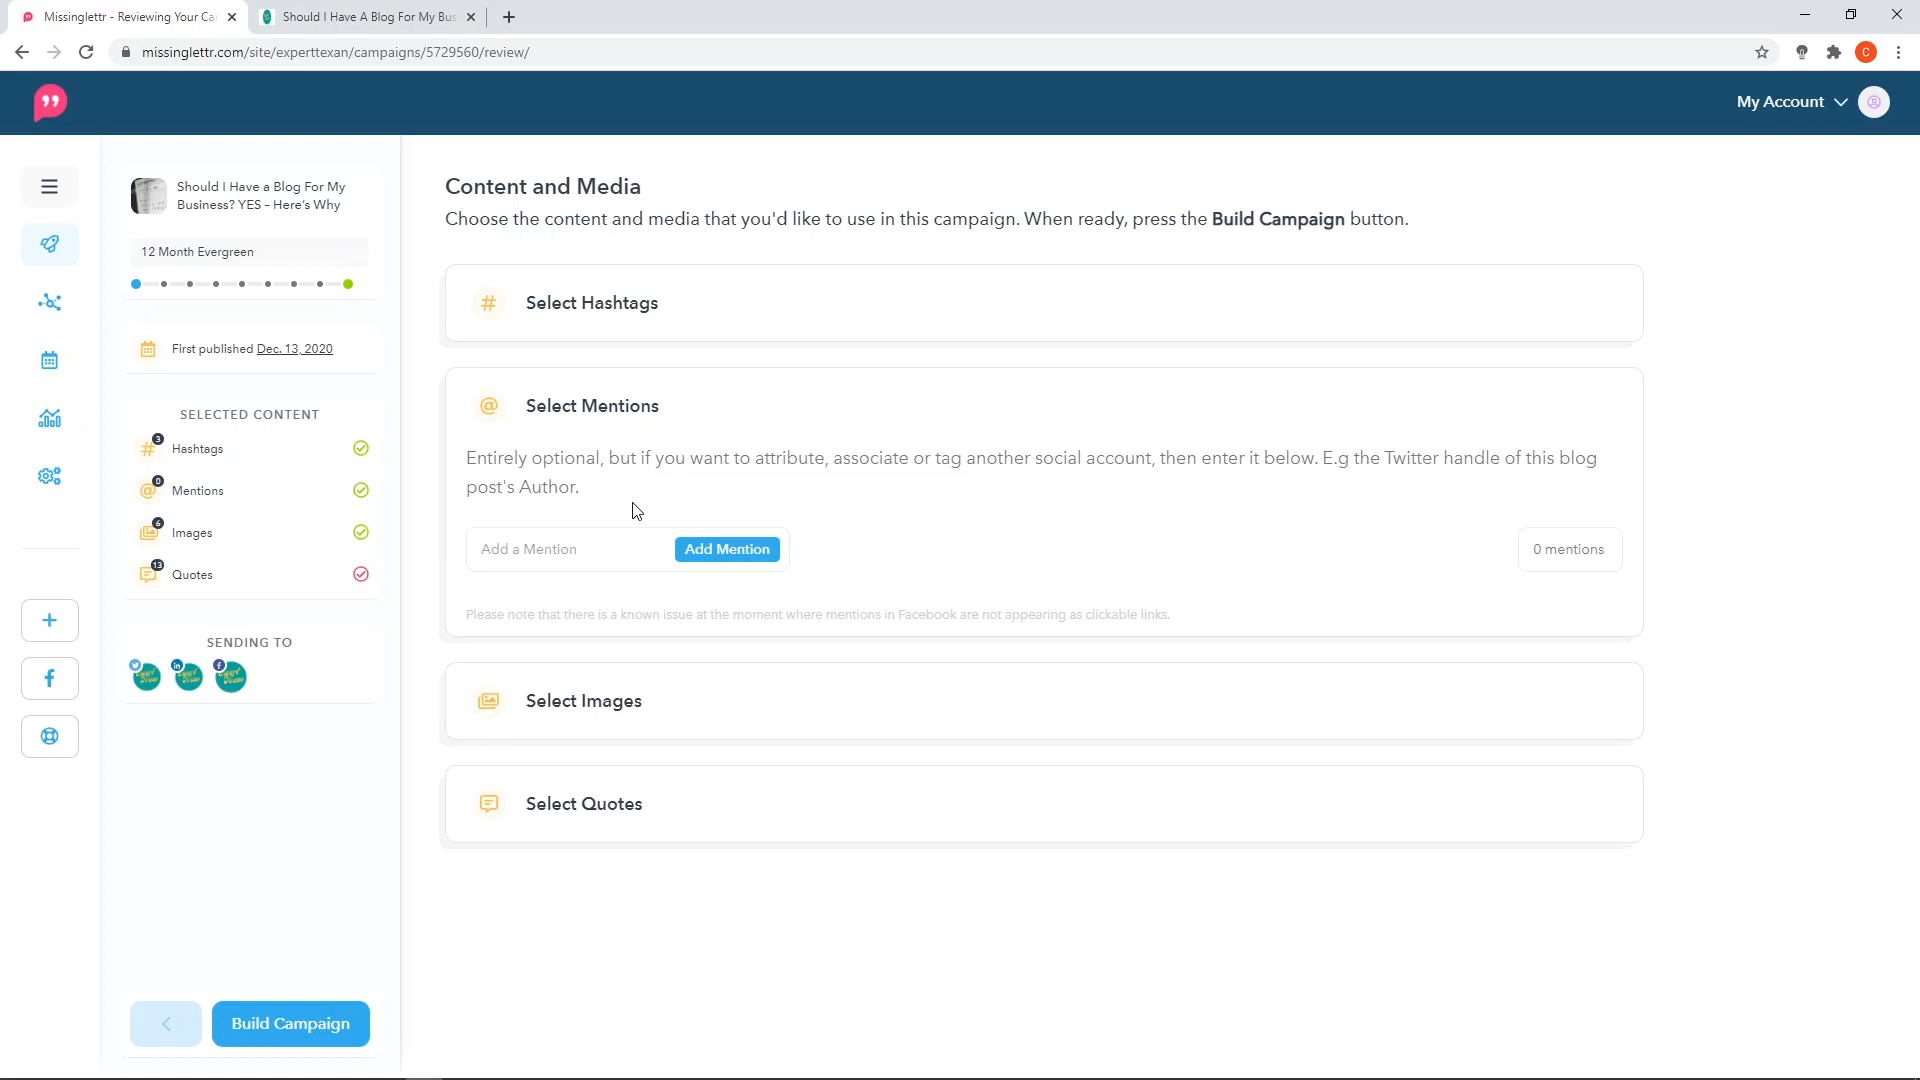 Missinglettr - Reviewing Your Ca
Should I Have A Blog For My Bus
missinglettr.com/site/experttexan/campaigns/5729560/review/
C
My Account
Should I Have a Blog For My
Business? YES – Here's Why
12 Month Evergreen
First published Dec. 13, 2020
SELECTED CONTENT
3
Hashtags
0
Mentions
6
Images
13
Quotes
SENDING TO
Build Campaign
Content and Media
Choose the content and media that you'd like to use in this campaign. When ready, press the Build Campaign button.
# Select Hashtags
@ Select Mentions
Entirely optional, but if you want to attribute, associate or tag another social account, then enter it below. E.g the Twitter handle of this blog
post's Author.
Add a Mention
Add Mention
0 mentions
Please note that there is a known issue at the moment where mentions in Facebook are not appearing as clickable links.
Select Images
Select Quotes